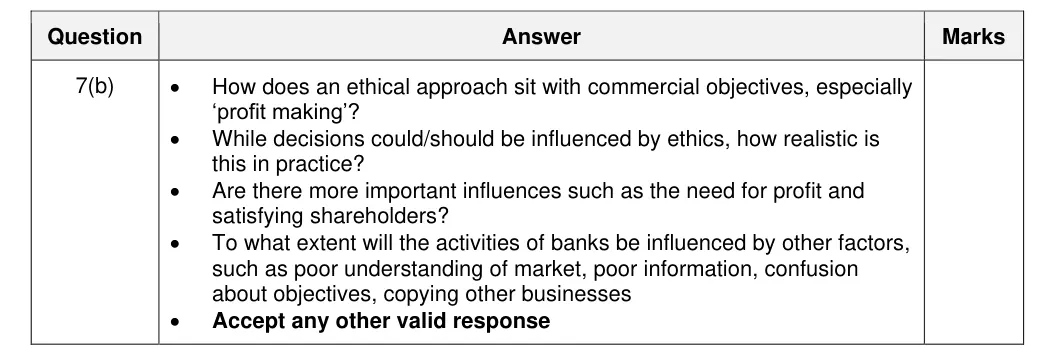 Question Answer Marks
7(b) • How does an ethical approach sit with commercial objectives, especially
‘profit making’?
• While decisions could/should be influenced by ethics, how realistic is
this in practice?
• Are there more important influences such as the need for profit and
satisfying shareholders?
• To what extent will the activities of banks be influenced by other factors,
such as poor understanding of market, poor information, confusion
about objectives, copying other businesses
• Accept any other valid response